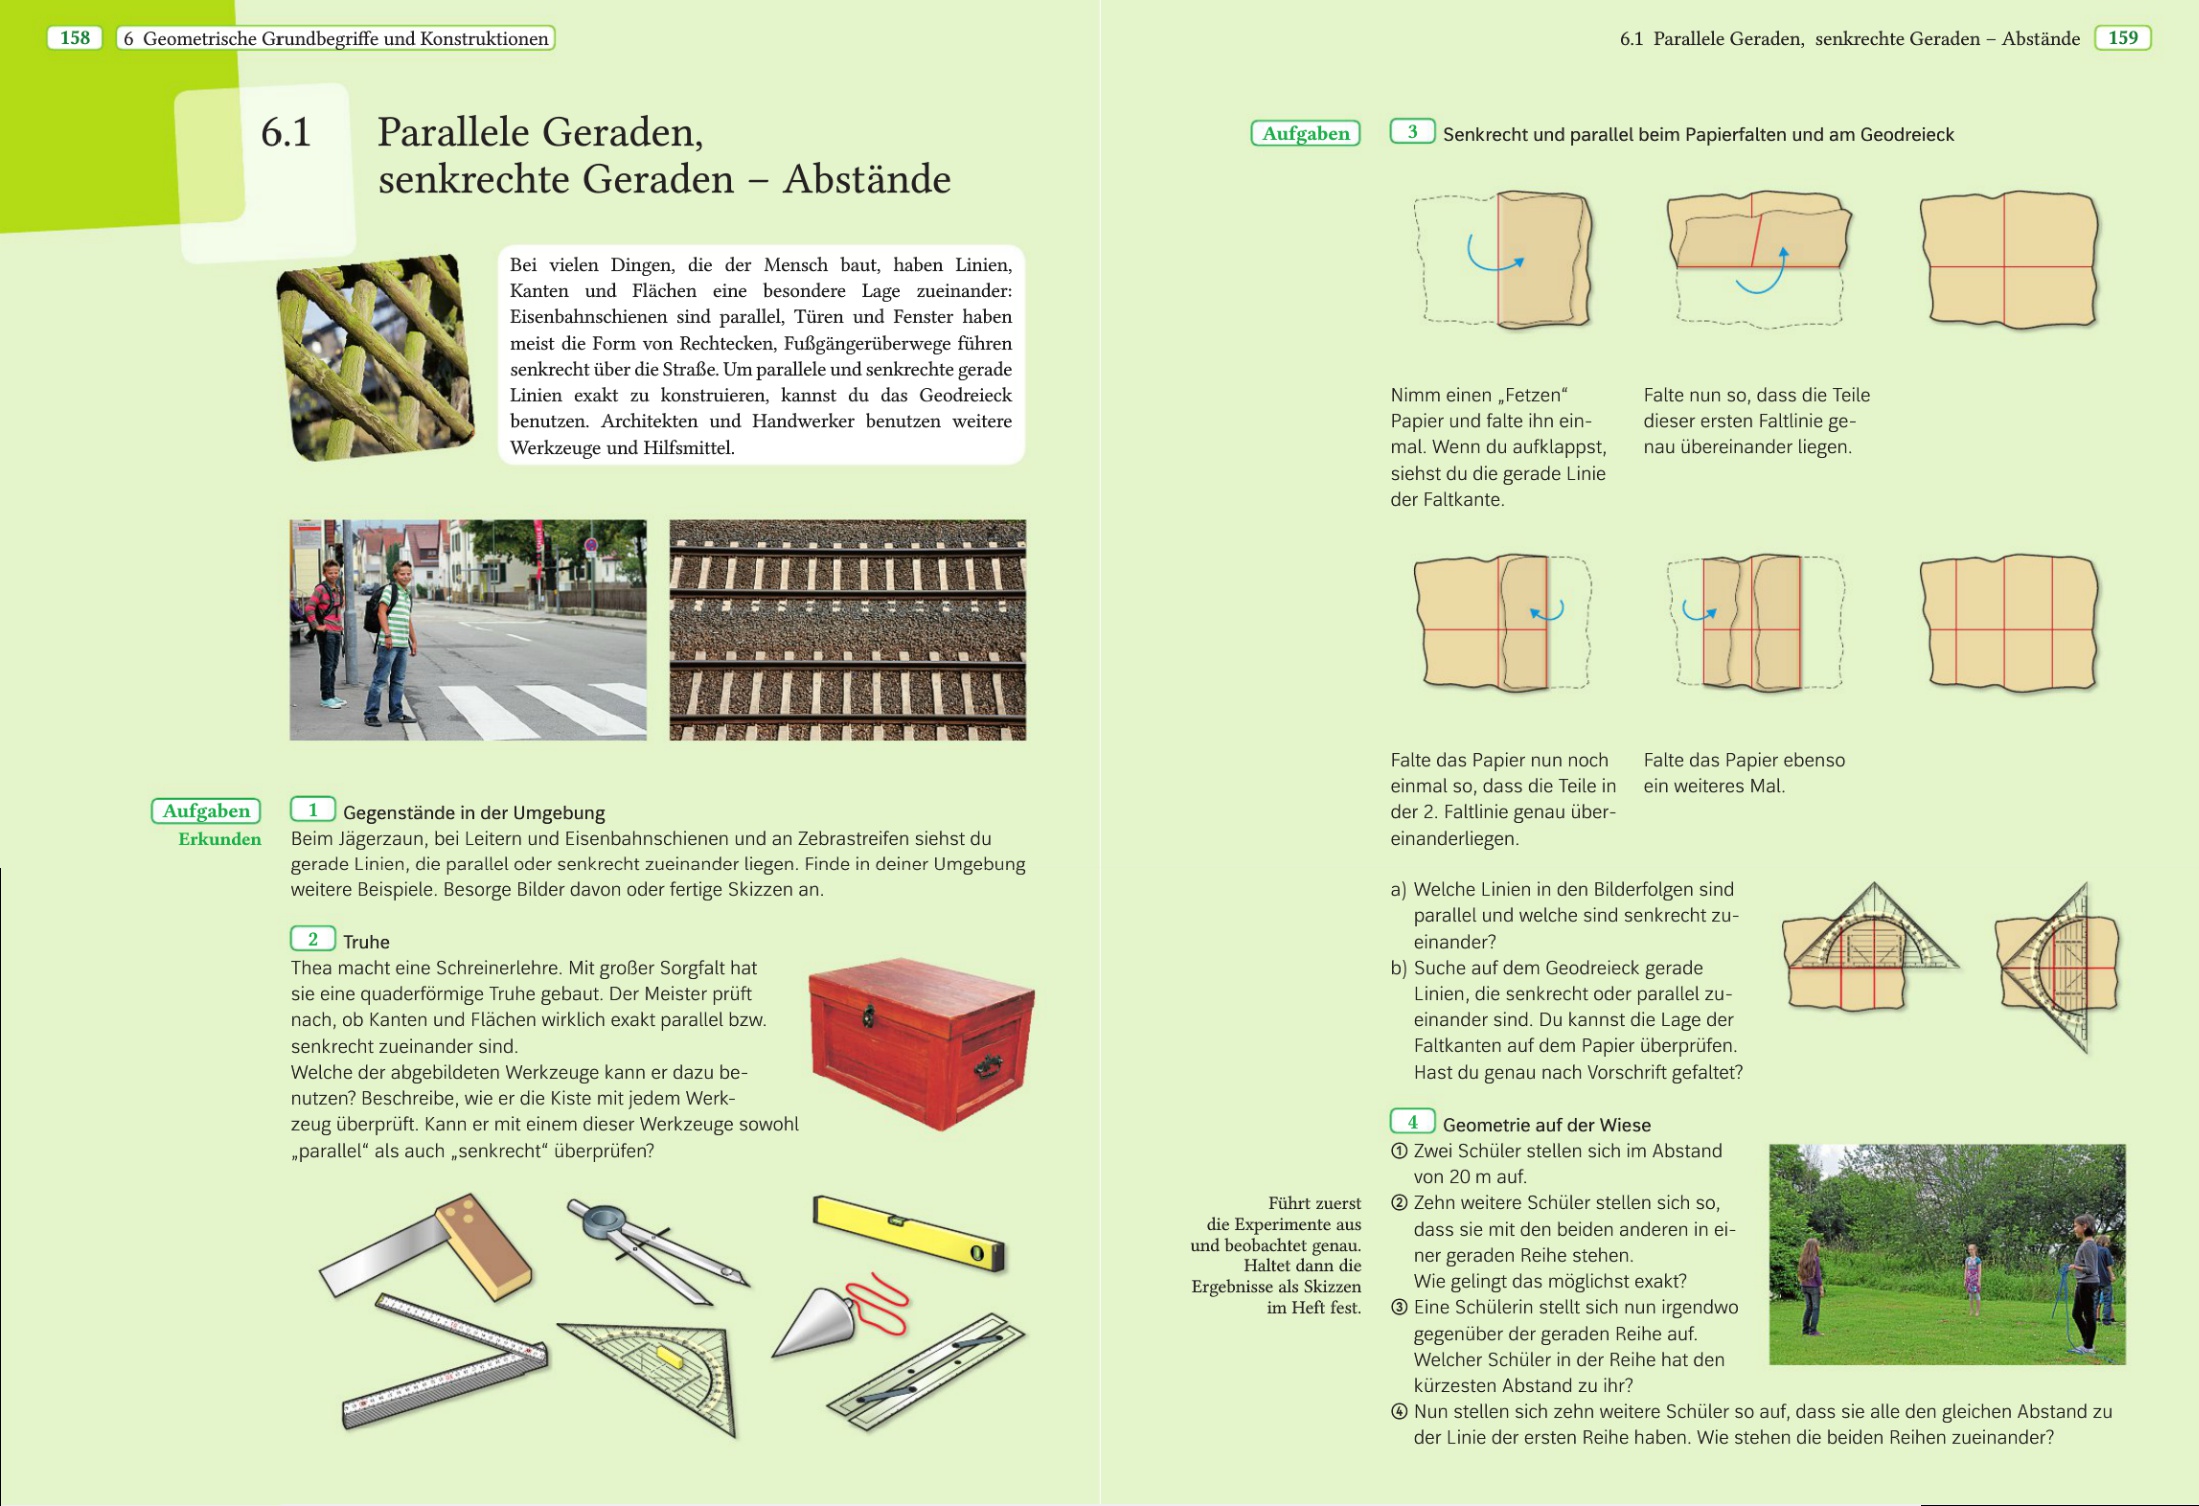 158
6 Geometrische Grundbegriffe und Konstruktionen
6.1
Parallele Geraden,
senkrechte Geraden – Abstände
Bei vielen Dingen, die der Mensch baut, haben Linien,
Kanten und Flächen eine besondere Lage zueinander:
Eisenbahnschienen sind parallel, Türen und Fenster haben
meist die Form von Rechtecken, Fußgängerüberwege führen
senkrecht über die Straße. Um parallele und senkrechte gerade
Linien exakt zu konstruieren, kannst du das Geodreieck
benutzen. Architekten und Handwerker benutzen weitere
Werkzeuge und Hilfsmittel.
Aufgaben
Erkunden
1 Gegenstände in der Umgebung
Beim Jägerzaun, bei Leitern und Eisenbahnschienen und an Zebrastreifen siehst du
gerade Linien, die parallel oder senkrecht zueinander liegen. Finde in deiner Umgebung
weitere Beispiele. Besorge Bilder davon oder fertige Skizzen an.
2 Truhe
Thea macht eine Schreinerlehre. Mit großer Sorgfalt hat
sie eine quaderförmige Truhe gebaut. Der Meister prüft
nach, ob Kanten und Flächen wirklich exakt parallel bzw.
senkrecht zueinander sind.
Welche der abgebildeten Werkzeuge kann er dazu be-
nutzen? Beschreibe, wie er die Kiste mit jedem Werk-
zeug überprüft. Kann er mit einem dieser Werkzeuge sowohl
„parallel“ als auch „senkrecht“ überprüfen?
6.1 Parallele Geraden, senkrechte Geraden – Abstände
159
Aufgaben
3 Senkrecht und parallel beim Papierfalten und am Geodreieck
Nimm einen „Fetzen“
Papier und falte ihn ein-
mal. Wenn du aufklappst,
siehst du die gerade Linie
der Faltkante.
Falte nun so, dass die Teile
dieser ersten Faltlinie ge-
nau übereinander liegen.
Falte das Papier nun noch
einmal so, dass die Teile in
der 2. Faltlinie genau über-
einanderliegen.
Falte das Papier ebenso
ein weiteres Mal.
a) Welche Linien in den Bilderfolgen sind
parallel und welche sind senkrecht zu-
einander?
b) Suche auf dem Geodreieck gerade
Linien, die senkrecht oder parallel zu-
einander sind. Du kannst die Lage der
Faltkanten auf dem Papier überprüfen.
Hast du genau nach Vorschrift gefaltet?
4 Geometrie auf der Wiese
① Zwei Schüler stellen sich im Abstand
von 20 m auf.
② Zehn weitere Schüler stellen sich so,
dass sie mit den beiden anderen in ei-
ner geraden Reihe stehen.
Wie gelingt das möglichst exakt?
③ Eine Schülerin stellt sich nun irgendwo
gegenüber der geraden Reihe auf.
Welcher Schüler in der Reihe hat den
kürzesten Abstand zu ihr?
④ Nun stellen sich zehn weitere Schüler so auf, dass sie alle den gleichen Abstand zu
der Linie der ersten Reihe haben. Wie stehen die beiden Reihen zueinander?
Führt zuerst
die Experimente aus
und beobachtet genau.
Haltet dann die
Ergebnisse als Skizzen
im Heft fest.